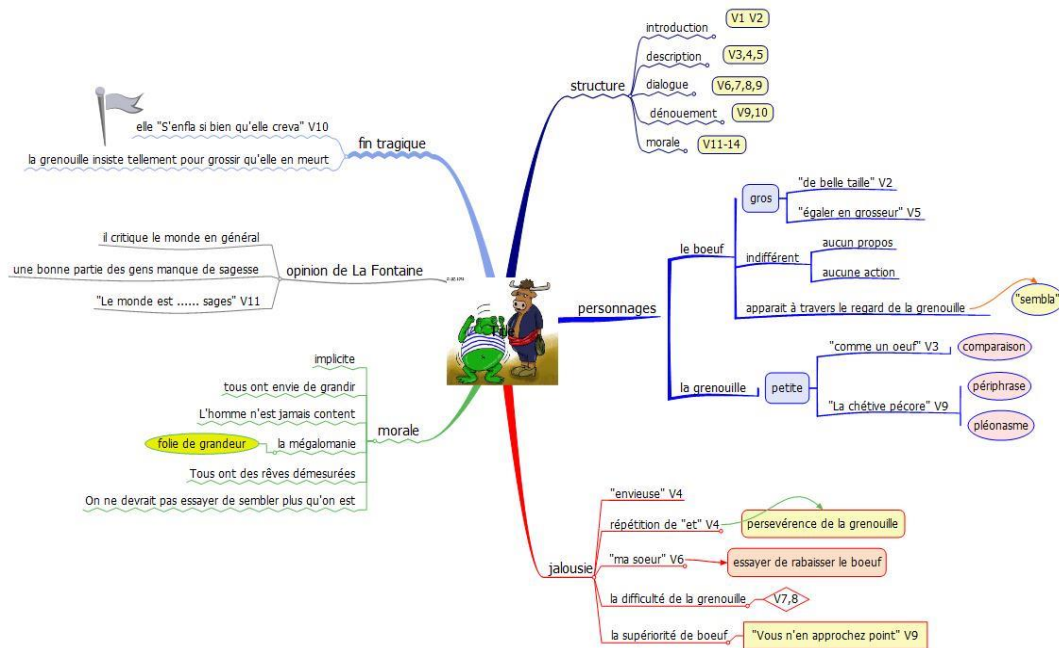 structure
introduction
V1 V2
description
V3,4,5
dialogue
V6,7,8,9
dénouement
V9,10
morale
V11-14
personnages
le boeuf
gros
"de belle taille" V2
"égaler en grosseur" V5
indifférent
aucun propos
aucune action
apparait à travers le regard de la grenouille
"sembla"
la grenouille
petite
"comme un oeuf" V3
comparaison
"La chétive pécore" V9
périphrase
pléonasme
jalousie
"envieuse" V4
répétition de "et" V4
persevérence de la grenouille
"ma soeur" V6
essayer de rabaisser le boeuf
la difficulté de la grenouille
V7,8
la supériorité de boeuf
"Vous n'en approchez point" V9
fin tragique
elle "S'enfla si bien qu'elle creva" V10
la grenouille insiste tellement pour grossir qu'elle en meurt
opinion de La Fontaine
il critique le monde en général
une bonne partie des gens manque de sagesse
"Le monde est ...... sages" V11
morale
implicite
tous ont envie de grandir
L'homme n'est jamais content
la mégalomanie
folie de grandeur
Tous ont des rêves démesurées
On ne devrait pas essayer de sembler plus qu'on est
Title